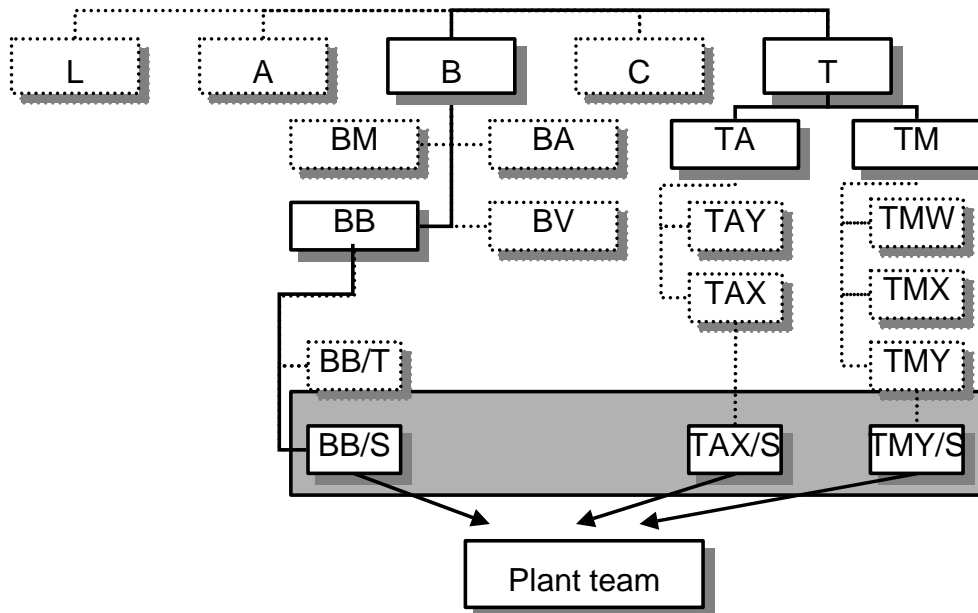 L
A
B
C
T
BM
BA
TA
TM
BB
BV
TAY
TMW
TAX
TMX
BB/T
TMY
BB/S
TAX/S
TMY/S
Plant team